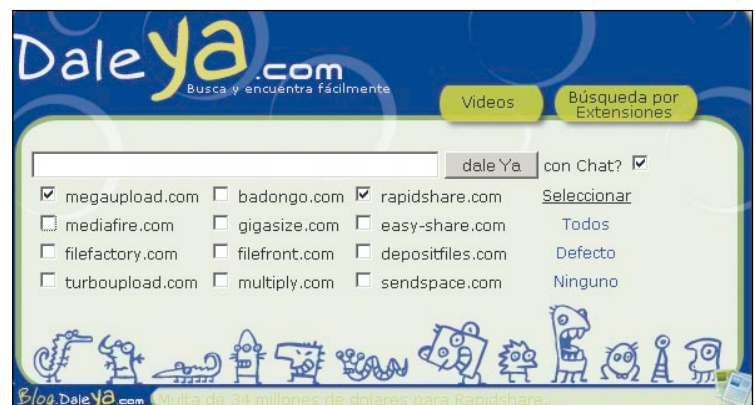 DaleYa.com
Busca y encuentra fácilmente
Videos
Búsqueda por
Extensiones
dale Ya con Chat?
megaupload.com badongo.com rapidshare.com Seleccionar
mediafire.com gigasize.com easy-share.com Todos
filefactory.com filefront.com depositfiles.com Defecto
turboupload.com multiply.com sendspace.com Ninguno
Blog.DaleYa.com Multa de 34 millones de dolares para Rapidshare.